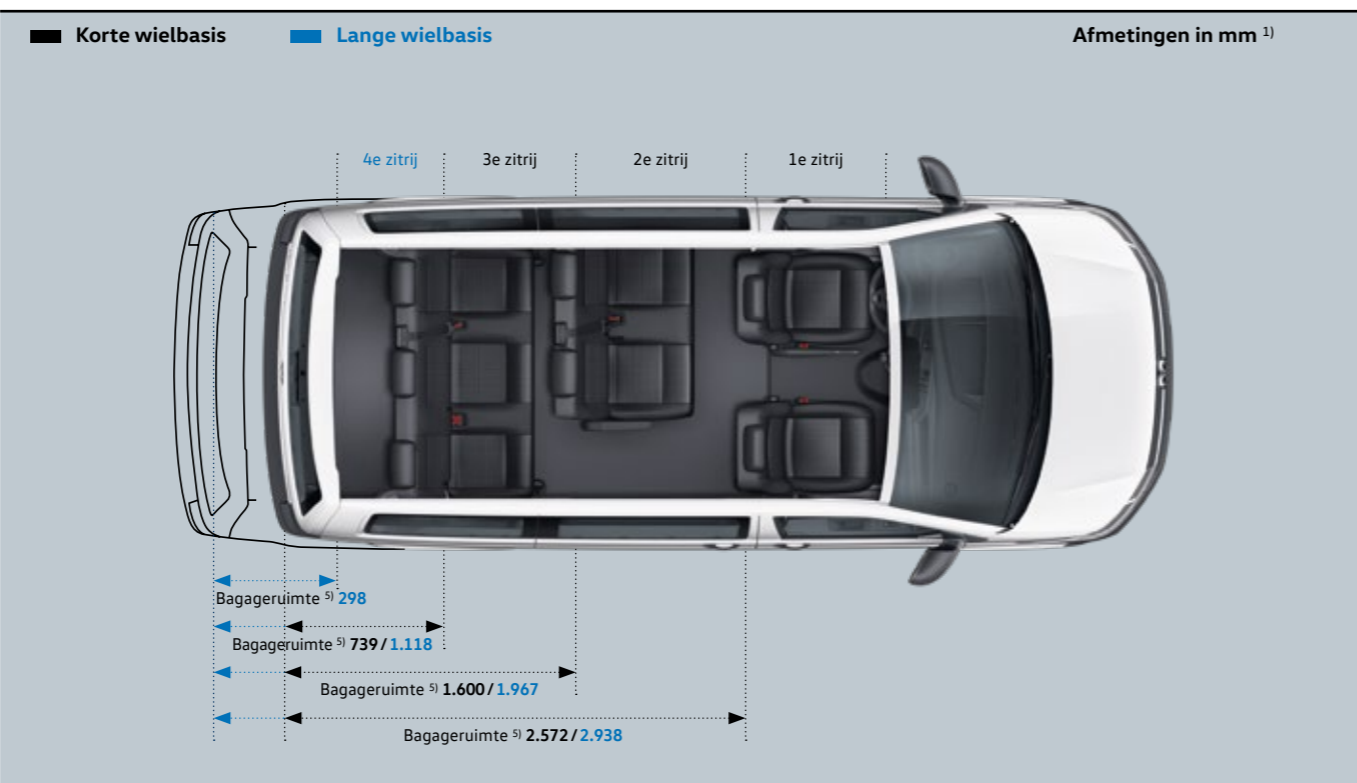 Korte wielbasis Lange wielbasis Afmetingen in mm ¹⁾
4e zitrij 3e zitrij 2e zitrij 1e zitrij
Bagageruimte ⁵⁾ 298
Bagageruimte ⁵⁾ 739 / 1.118
Bagageruimte ⁵⁾ 1.600 / 1.967
Bagageruimte ⁵⁾ 2.572 / 2.938